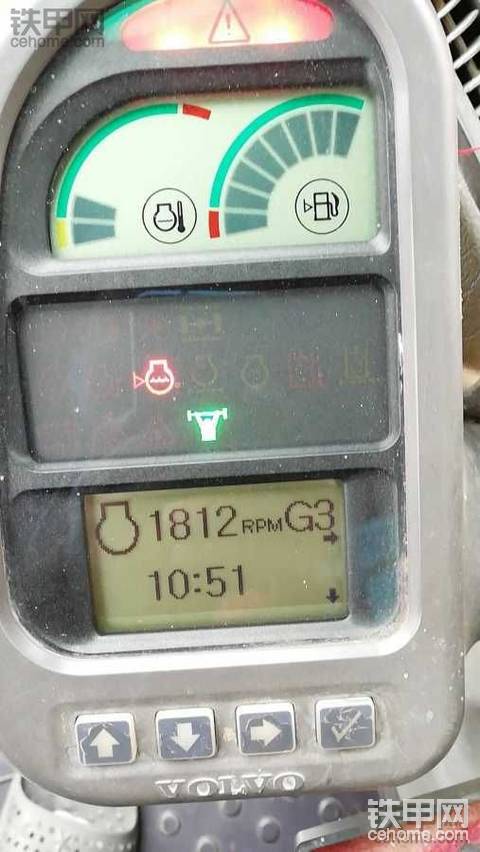 铁甲网
cehome.com
1812 RPM G3
10:51
VOLVO
铁甲网
cehome.com